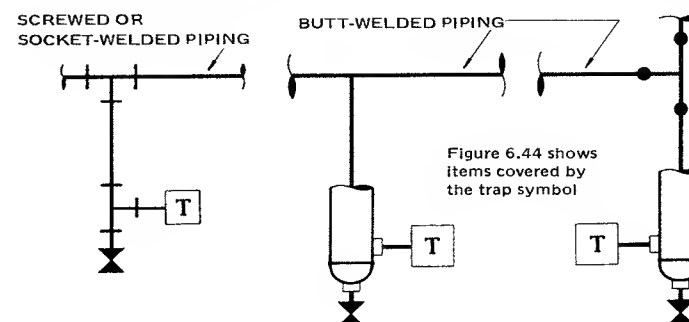 SCREWED OR
SOCKET-WELDED PIPING
BUTT-WELDED PIPING
Figure 6.44 shows
items covered by
the trap symbol
T
T
T